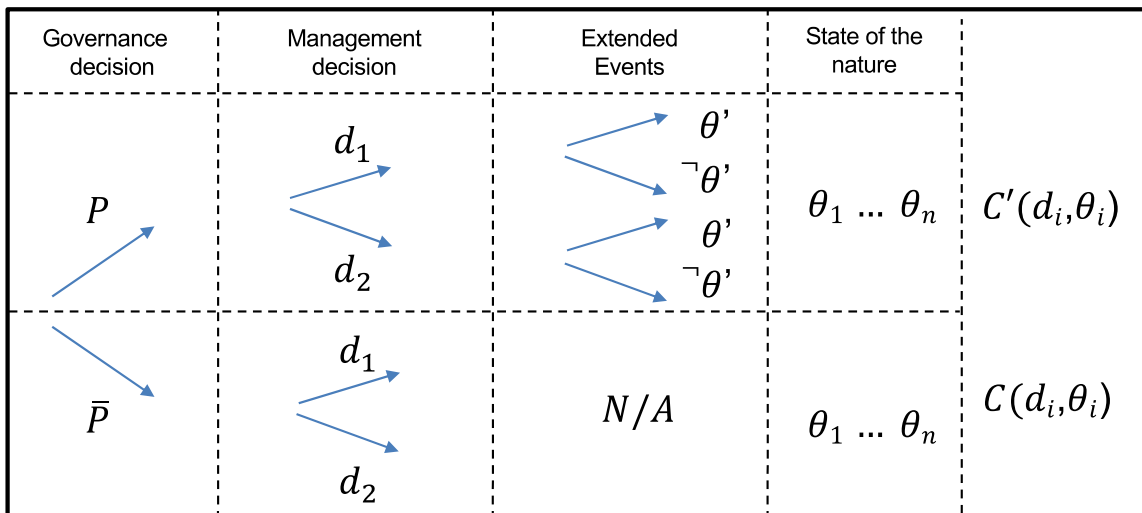 Governance
decision
Management
decision
Extended
Events
State of the
nature
P
d₁
d₂
θ’
¬θ’
θ’
¬θ’
θ₁ … θₙ
C′(dᵢ,θᵢ)
P̄
d₁
d₂
N/A
θ₁ … θₙ
C(dᵢ,θᵢ)